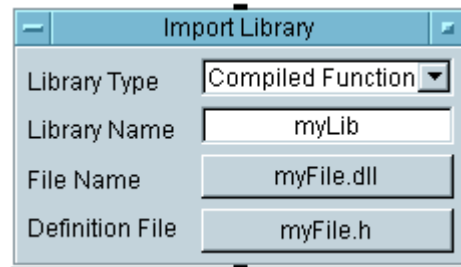 Import Library
Library Type Compiled Function
Library Name myLib
File Name myFile.dll
Definition File myFile.h